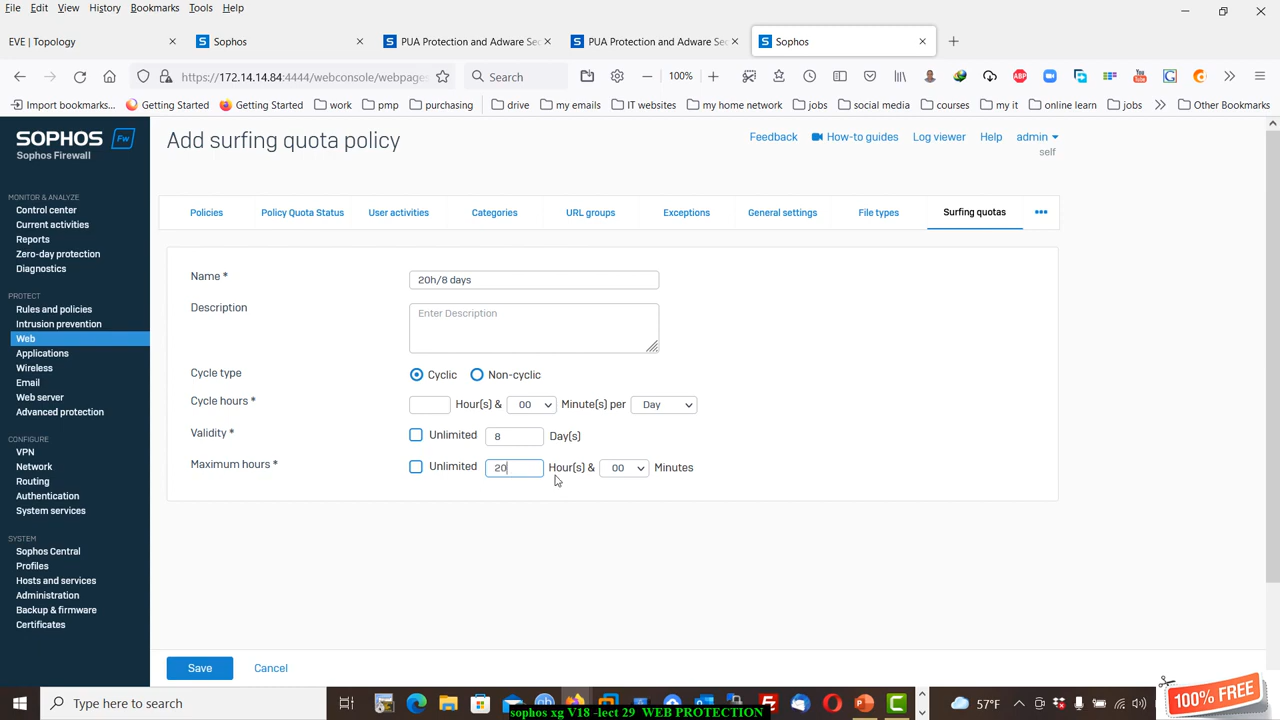 File Edit View History Bookmarks Tools Help
EVE | Topology
Sophos
PUA Protection and Adware Sec
PUA Protection and Adware Sec
Sophos
https://172.14.14.84:4444/webconsole/webpages
Search
100%
Import bookmarks...
Getting Started
Getting Started
work
pmp
purchasing
drive
my emails
IT websites
my home network
jobs
social media
courses
my it
online learn
jobs
Other Bookmarks
SOPHOS Fw
Sophos Firewall
Add surfing quota policy
Feedback
How-to guides
Log viewer
Help
admin
self
MONITOR & ANALYZE
Control center
Current activities
Reports
Zero-day protection
Diagnostics
PROTECT
Rules and policies
Intrusion prevention
Web
Applications
Wireless
Email
Web server
Advanced protection
CONFIGURE
VPN
Network
Routing
Authentication
System services
SYSTEM
Sophos Central
Profiles
Hosts and services
Administration
Backup & firmware
Certificates
Policies
Policy Quota Status
User activities
Categories
URL groups
Exceptions
General settings
File types
Surfing quotas
Name * 20h/8 days
Description Enter Description
Cycle type Cyclic Non-cyclic
Cycle hours * Hour(s) & 00 Minute(s) per Day
Validity * Unlimited 8 Day(s)
Maximum hours * Unlimited 20 Hour(s) & 00 Minutes
Save Cancel
Type here to search
57°F
100% FREE
sophos xg V18 -lect 29 WEB PROTECTION